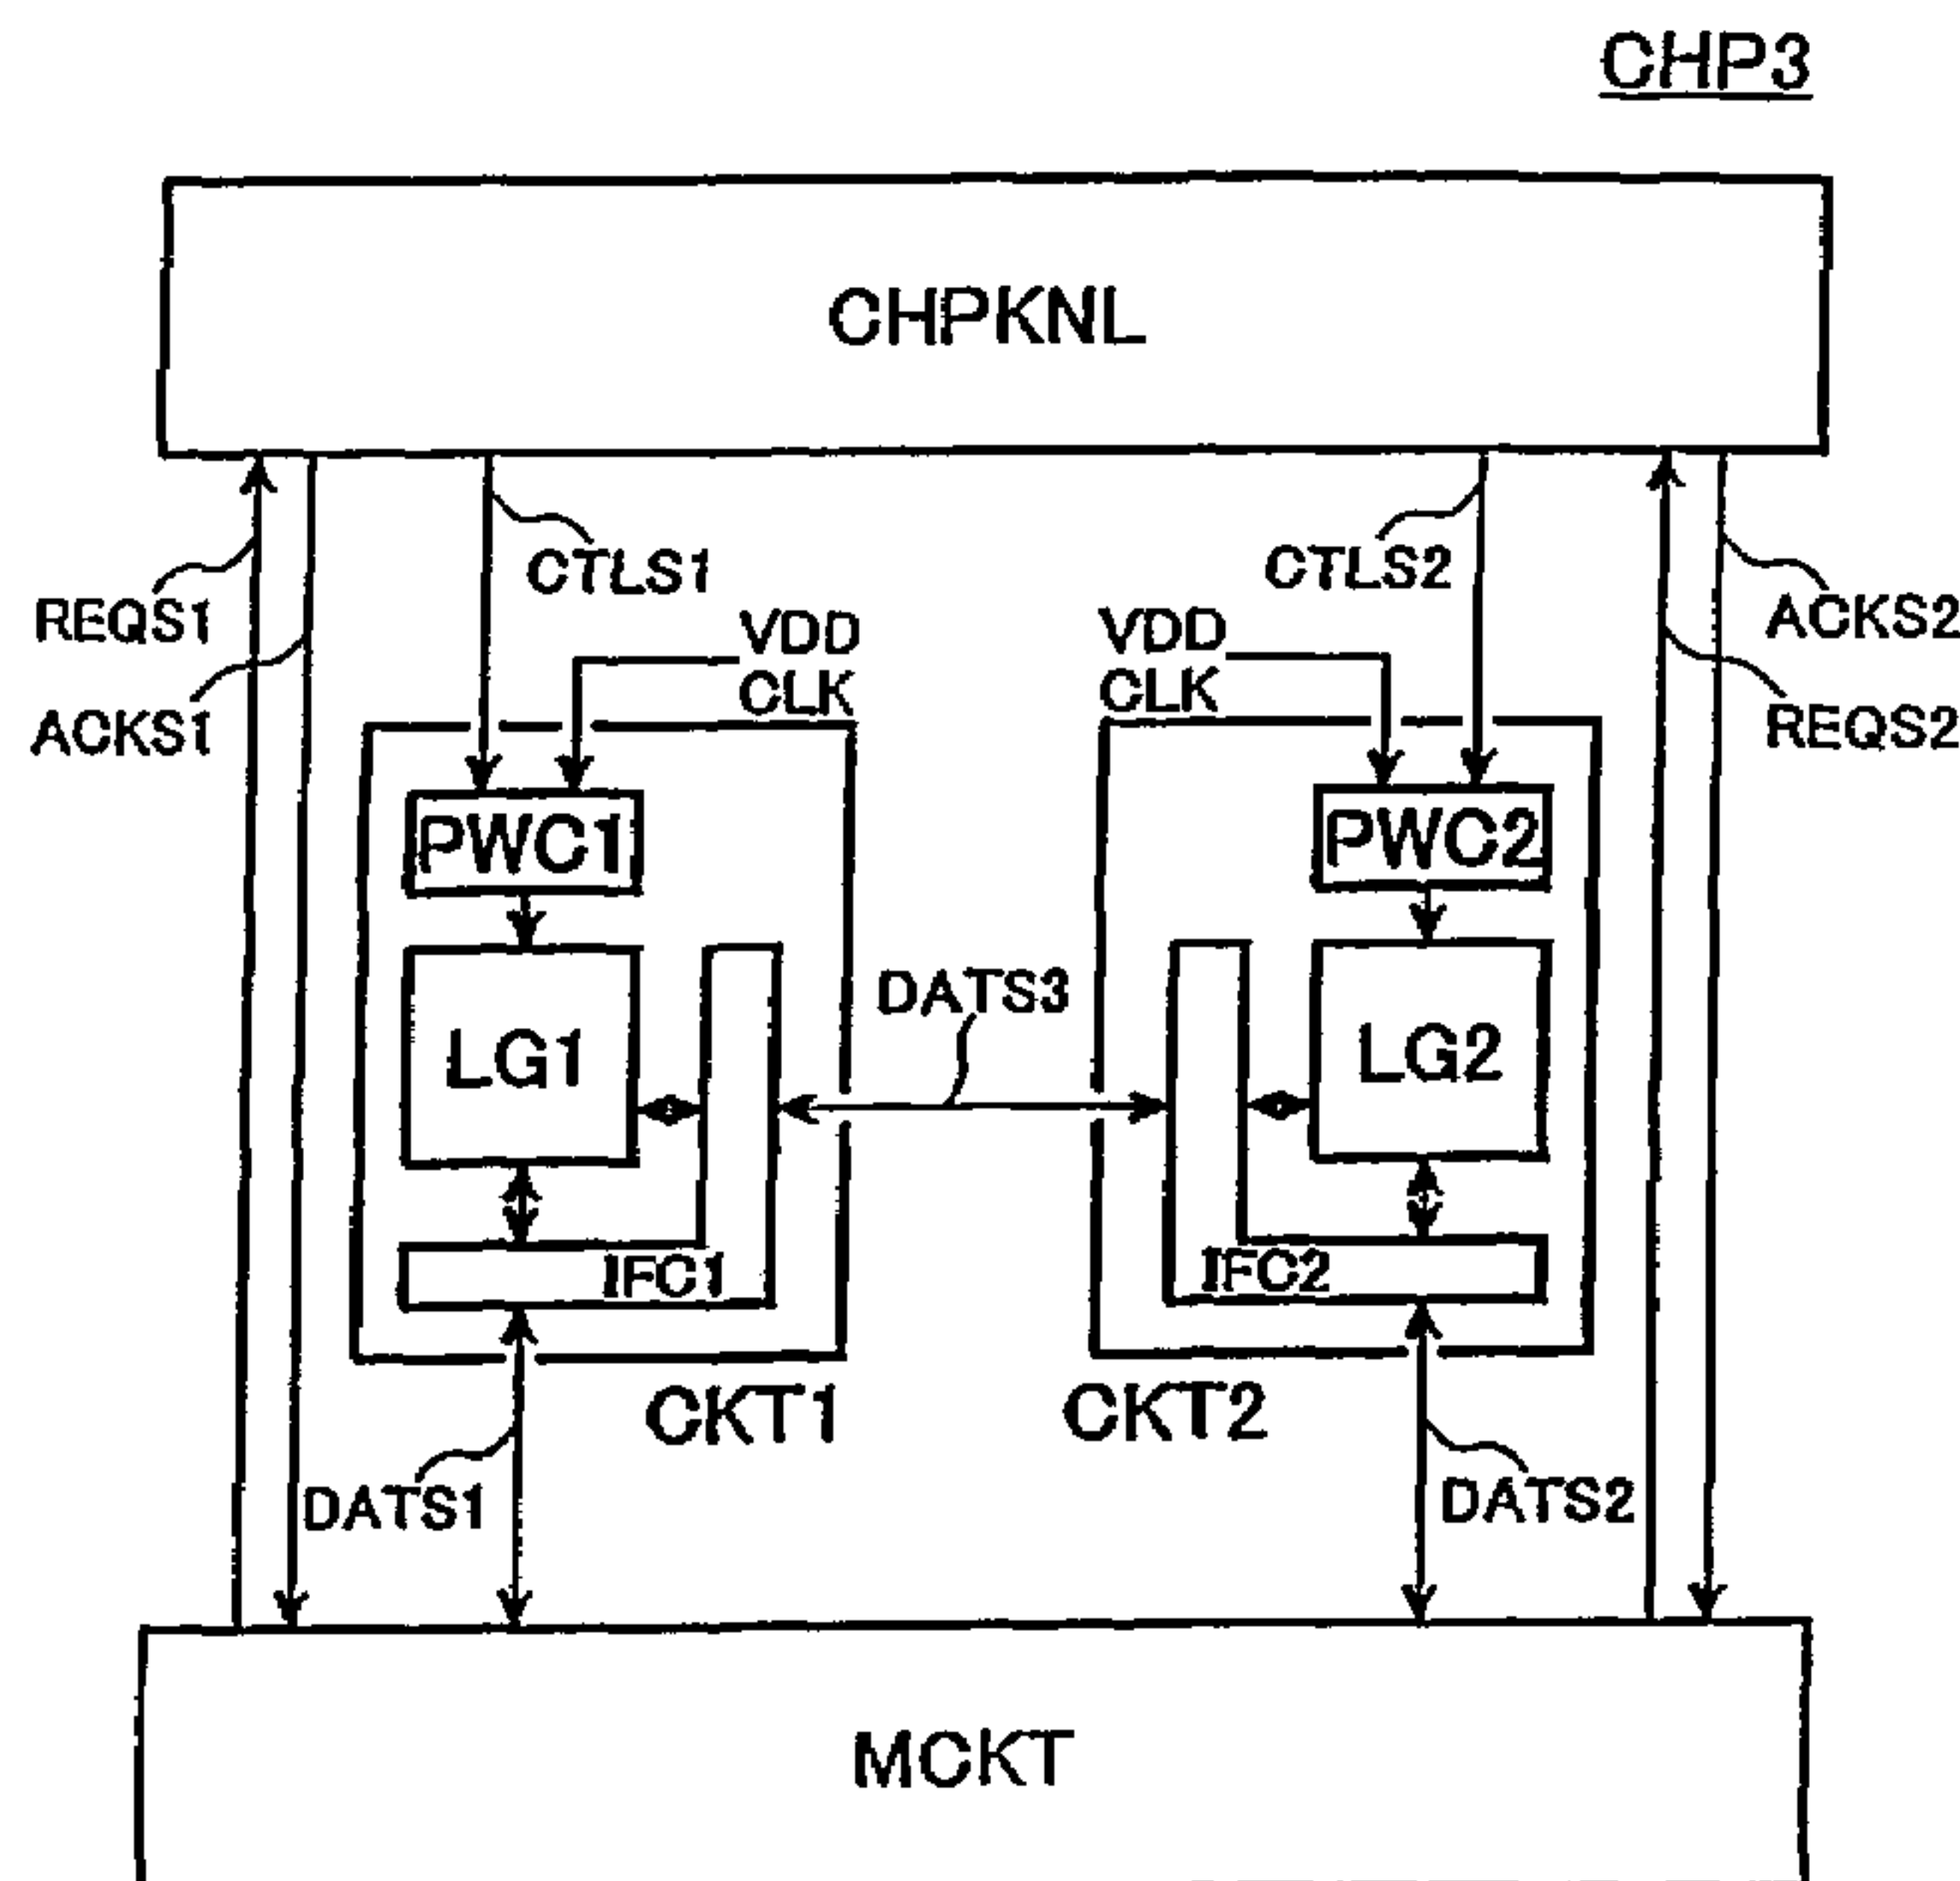 CHP3
CHPKNL
REQS1
ACKS1
CTLS1
VDD
CLK
CTLS2
VDD
CLK
ACKS2
REQS2
PWC1
PWC2
LG1
DATS3
LG2
IFC1
IFC2
CKT1
CKT2
DATS1
DATS2
MCKT